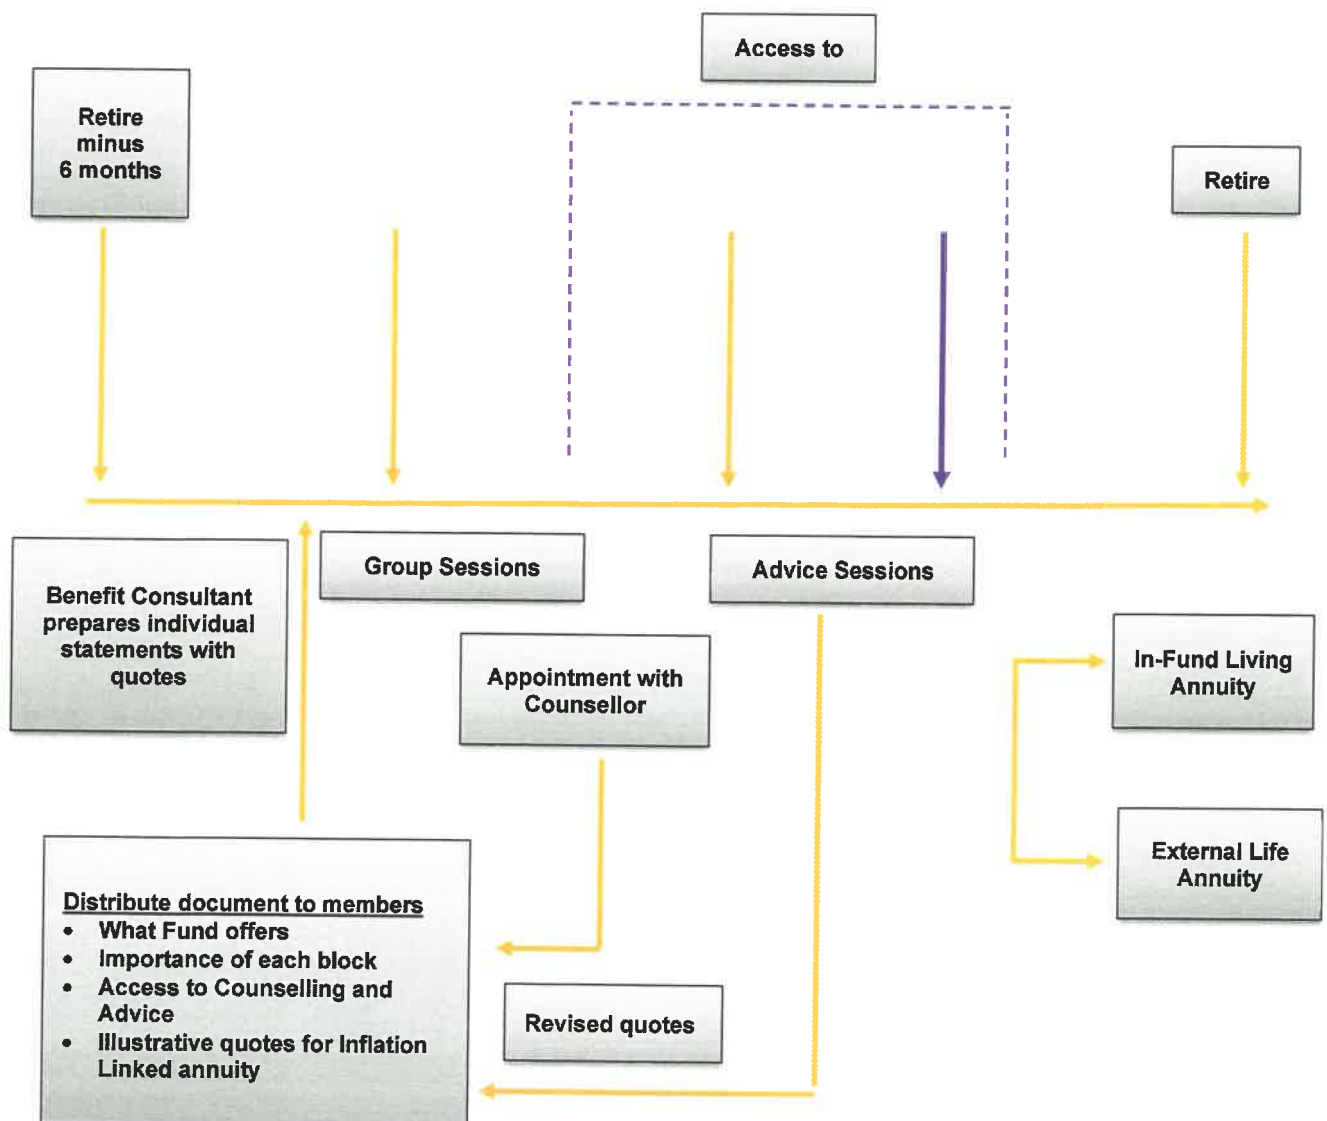 Access to
Retire
minus
6 months
Retire
Group Sessions
Advice Sessions
Benefit Consultant
prepares individual
statements with
quotes
Appointment with
Counsellor
In-Fund Living
Annuity
External Life
Annuity
Distribute document to members
• What Fund offers
• Importance of each block
• Access to Counselling and
Advice
• Illustrative quotes for Inflation
Linked annuity
Revised quotes